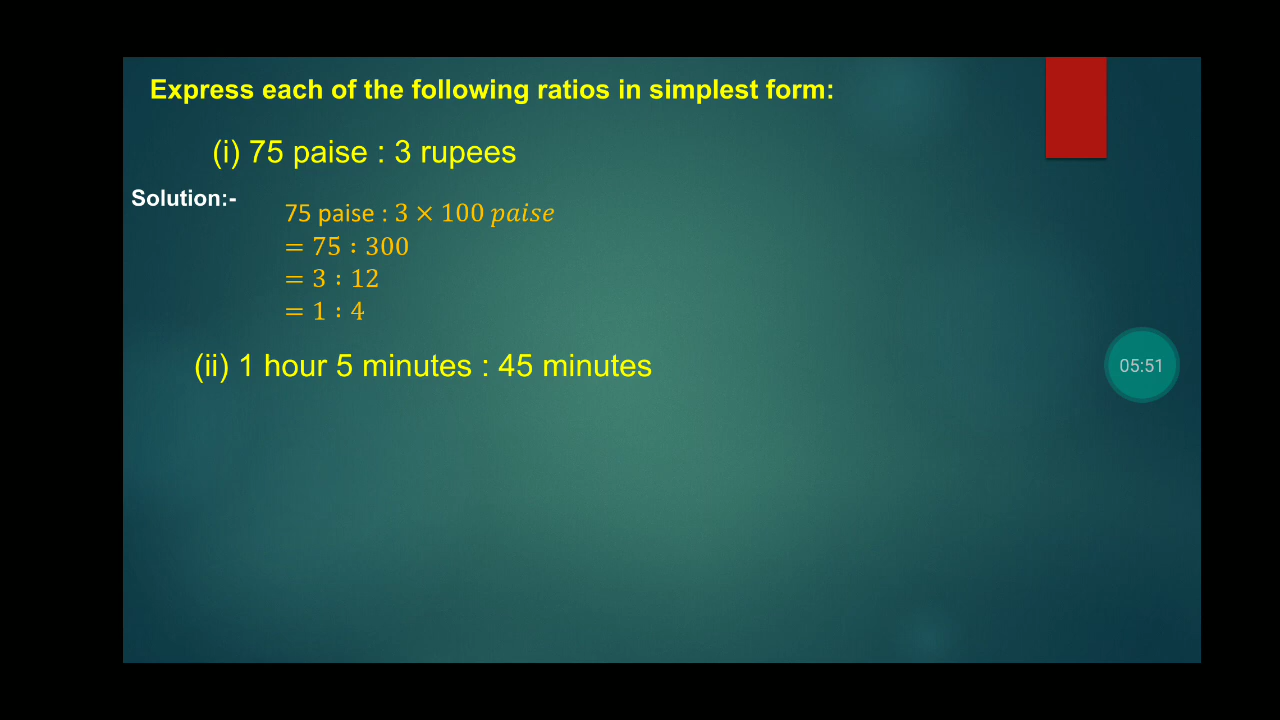 Express each of the following ratios in simplest form:
(i) 75 paise : 3 rupees
Solution:-
75 paise : 3 × 100 paise
= 75 : 300
= 3 : 12
= 1 : 4
(ii) 1 hour 5 minutes : 45 minutes
05:51